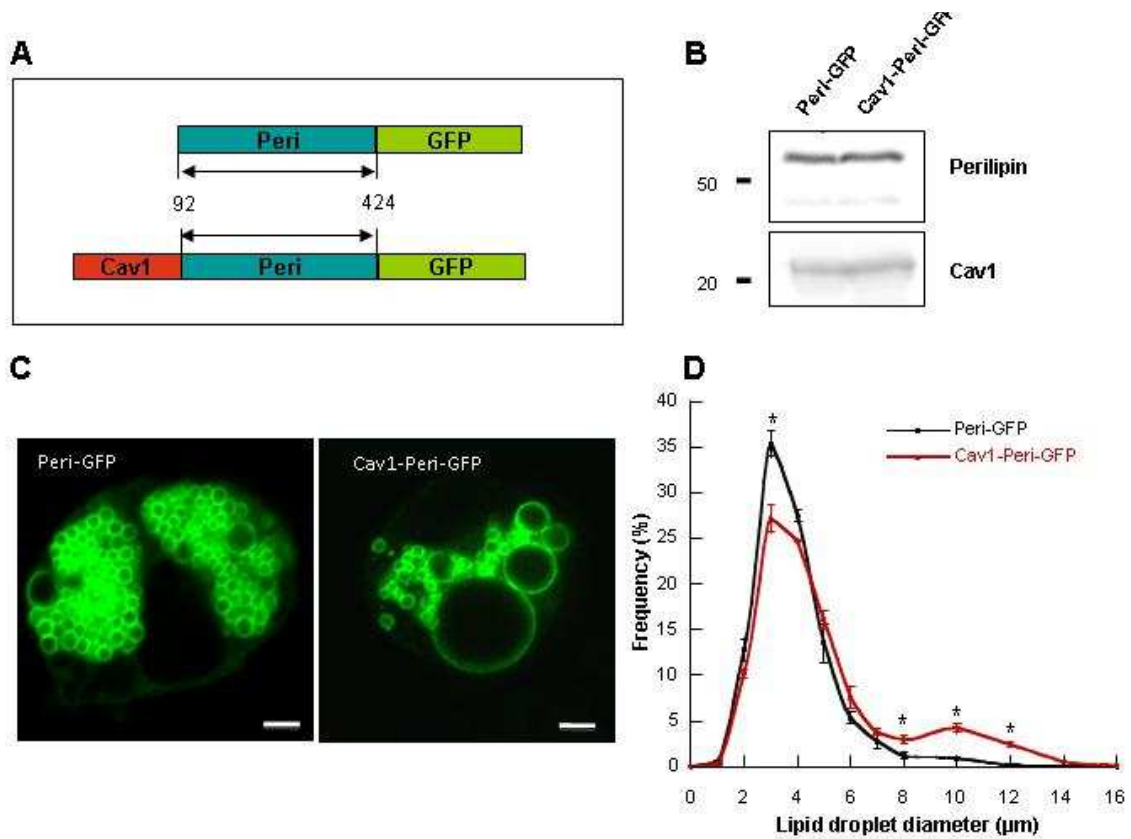 A
Peri GFP
92 424
Cav1 Peri GFP
B
Peri-GFP
Cav1-Peri-GFP
50 Perilipin
20 Cav1
C
Peri-GFP
Cav1-Peri-GFP
D
40
35
30
25
20
15
10
5
0
Frequency (%)
*
* * *
Peri-GFP
Cav1-Peri-GFP
0 2 4 6 8 10 12 14 16
Lipid droplet diameter (µm)